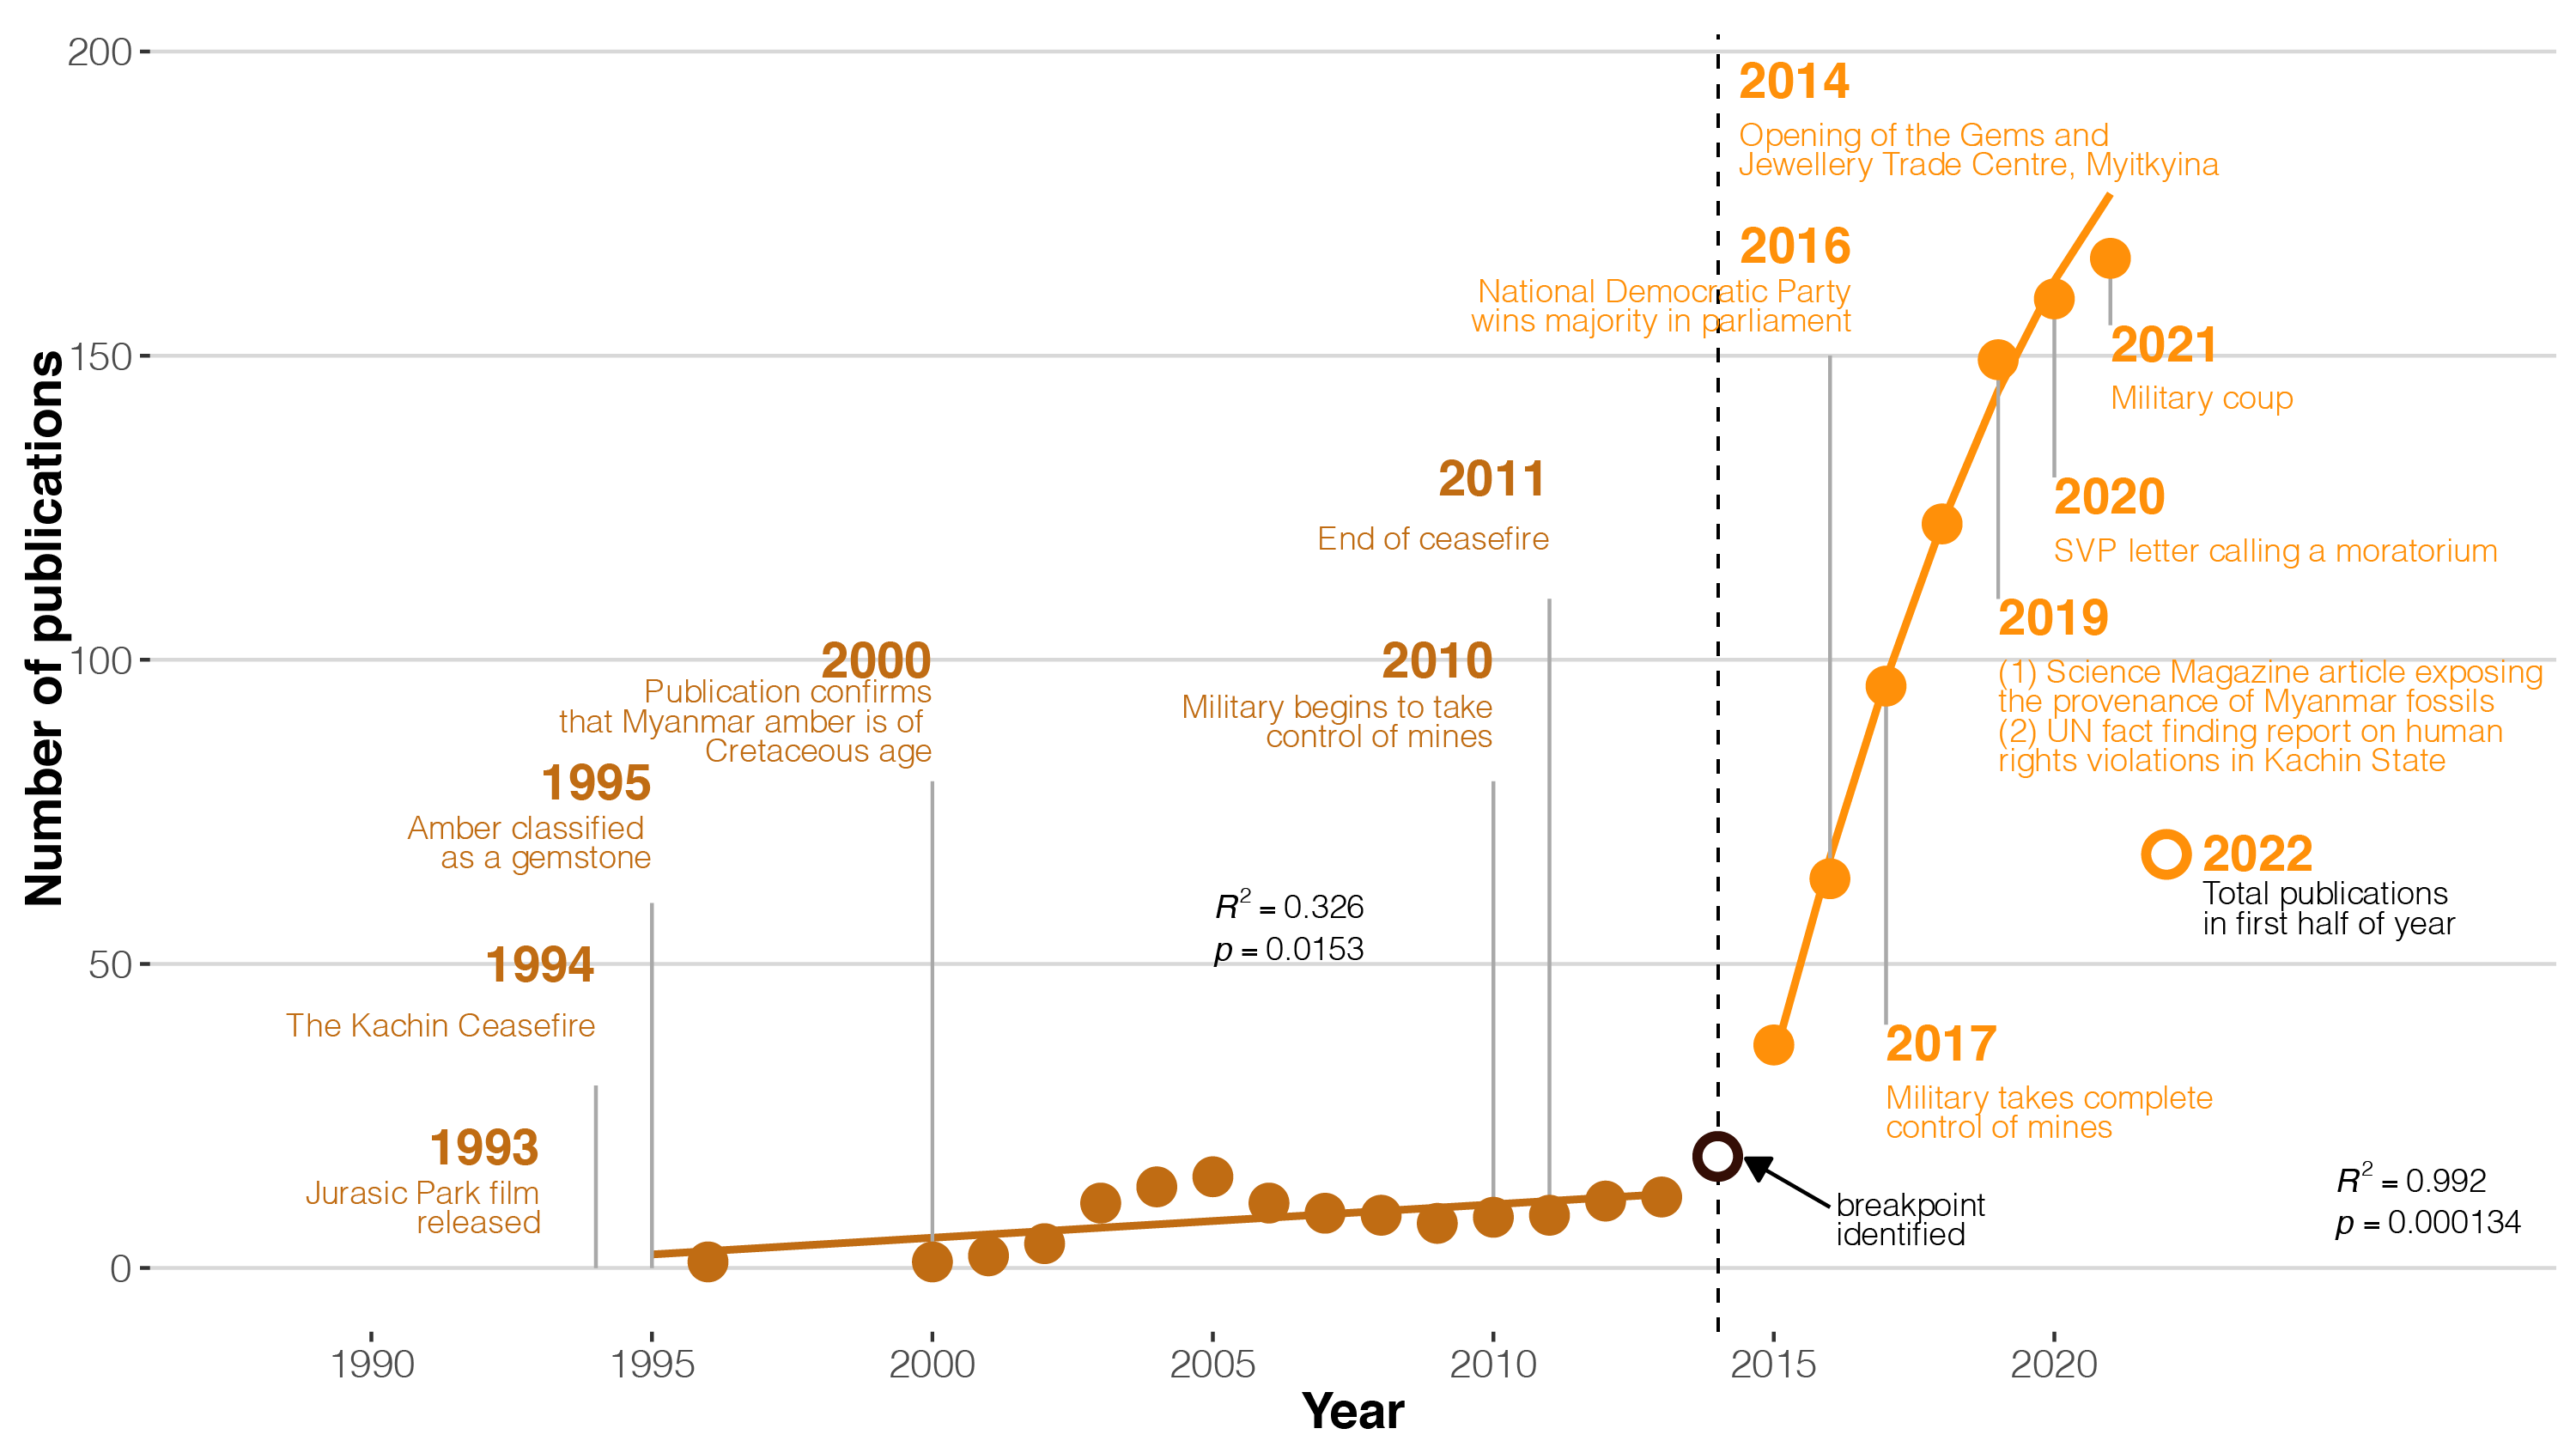 200
2014
Opening of the Gems and
Jewellery Trade Centre, Myitkyina
2016
National Democratic Party
wins majority in parliament
150
2021
Military coup
2011
End of ceasefire
2020
SVP letter calling a moratorium
2019
(1) Science Magazine article exposing
the provenance of Myanmar fossils
(2) UN fact finding report on human
rights violations in Kachin State
100
2000
Publication confirms
that Myanmar amber is of
Cretaceous age
2010
Military begins to take
control of mines
1995
Amber classified
as a gemstone
2022
Total publications
in first half of year
R² = 0.326
p = 0.0153
50
1994
The Kachin Ceasefire
2017
Military takes complete
control of mines
1993
Jurasic Park film
released
breakpoint
identified
R² = 0.992
p = 0.000134
0
Number of publications
1990 1995 2000 2005 2010 2015 2020
Year